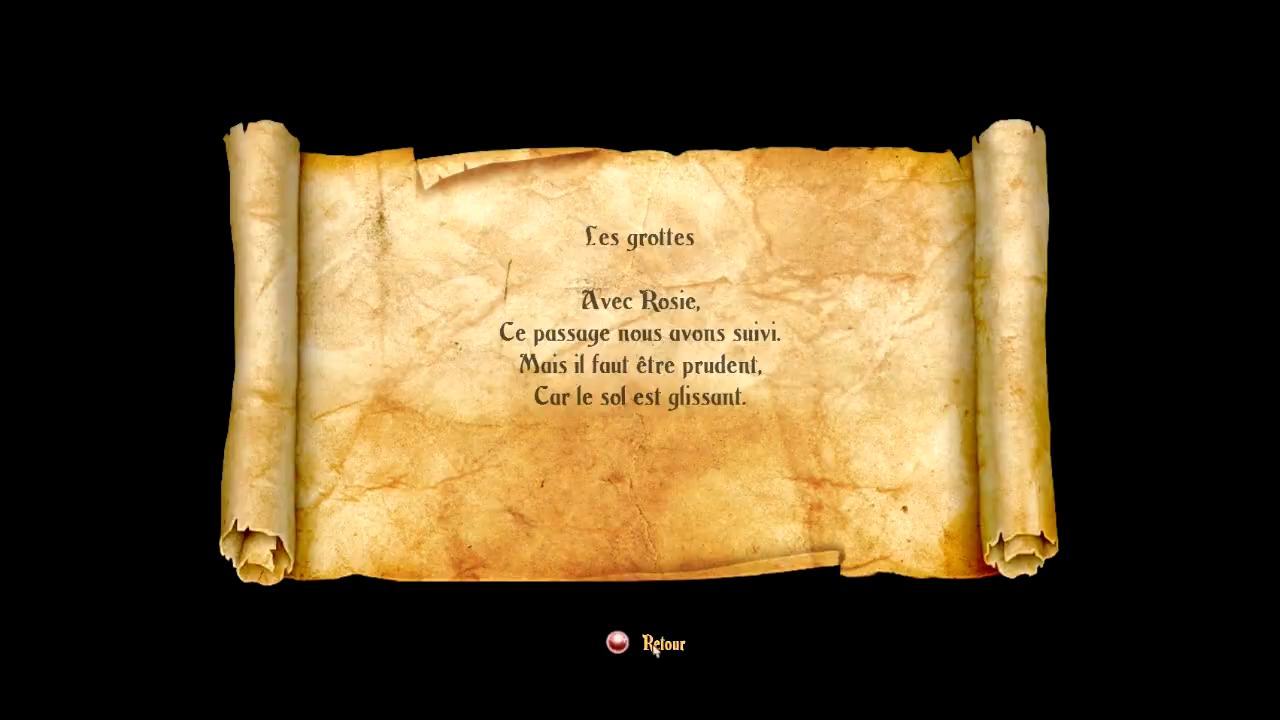 Les grottes
Avec Rosie,
Ce passage nous avons suivi.
Mais il faut être prudent,
Car le sol est glissant.
Retour